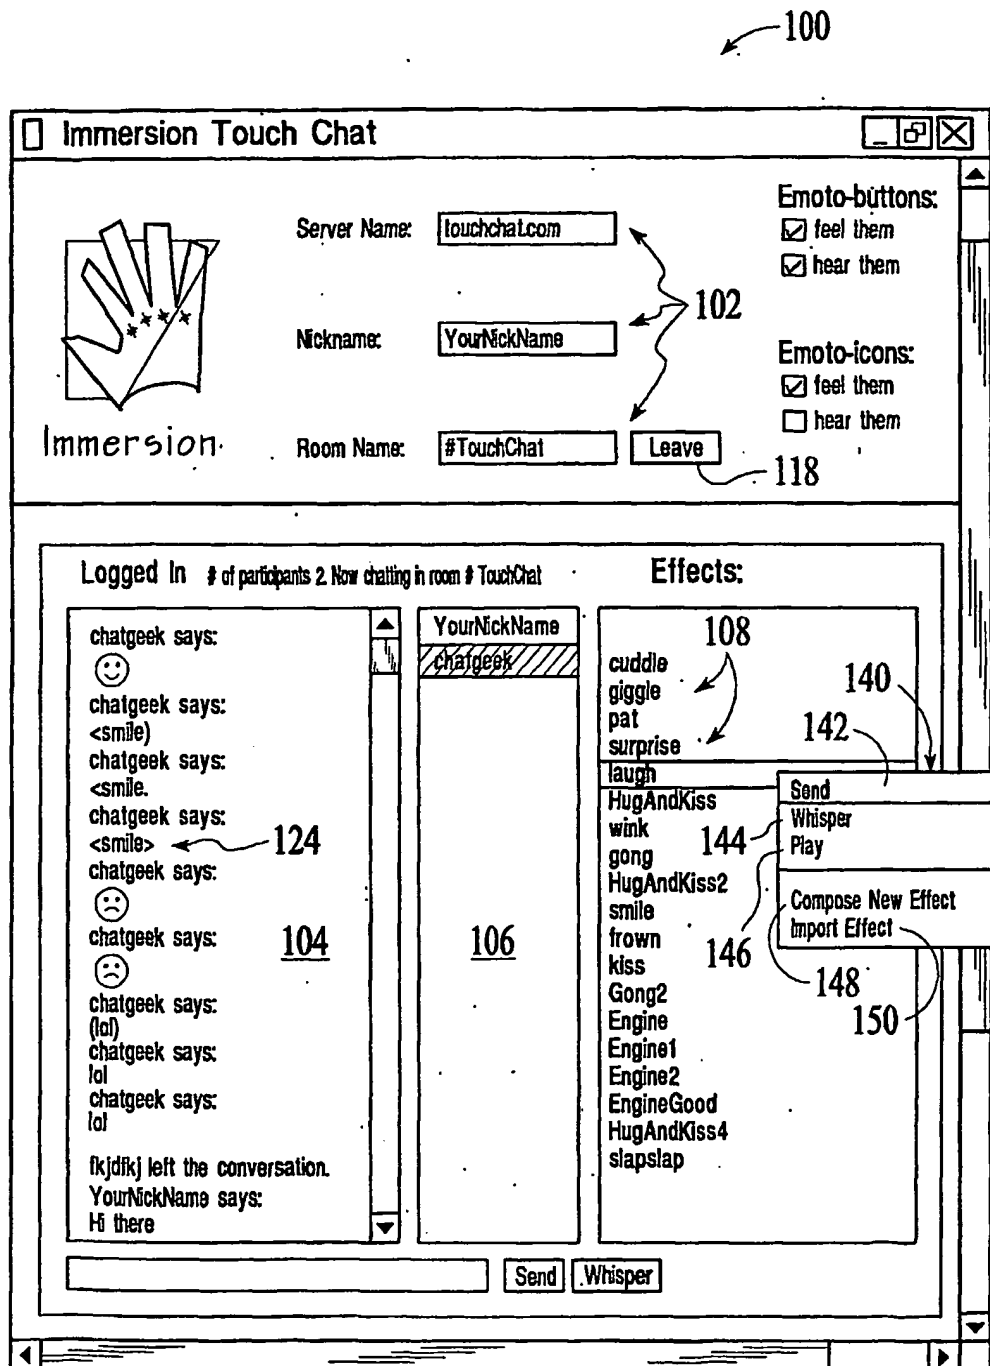 100
Immersion Touch Chat
Server Name: touchchat.com
Nickname: YourNickName
Room Name: #TouchChat Leave
102
118
Emoto-buttons:
feel them
hear them
Emoto-icons:
feel them
hear them
Immersion
Logged In # of participants 2. Now chatting in room # TouchChat
Effects:
chatgeek says:
chatgeek says:
<smile)
chatgeek says:
<smile.
chatgeek says:
<smile>
124
chatgeek says:
chatgeek says:
104
chatgeek says:
(lol)
chatgeek says:
lol
chatgeek says:
lol
fkjdfkj left the conversation.
YourNickName says:
Hi there
YourNickName
chatgeek
106
108
cuddle
giggle
pat
surprise
laugh
HugAndKiss
wink
gong
HugAndKiss2
smile
frown
kiss
Gong2
Engine
Engine1
Engine2
EngineGood
HugAndKiss4
slapslap
140
142
Send
144
Whisper
Play
146
Compose New Effect
Import Effect
148
150
Send Whisper